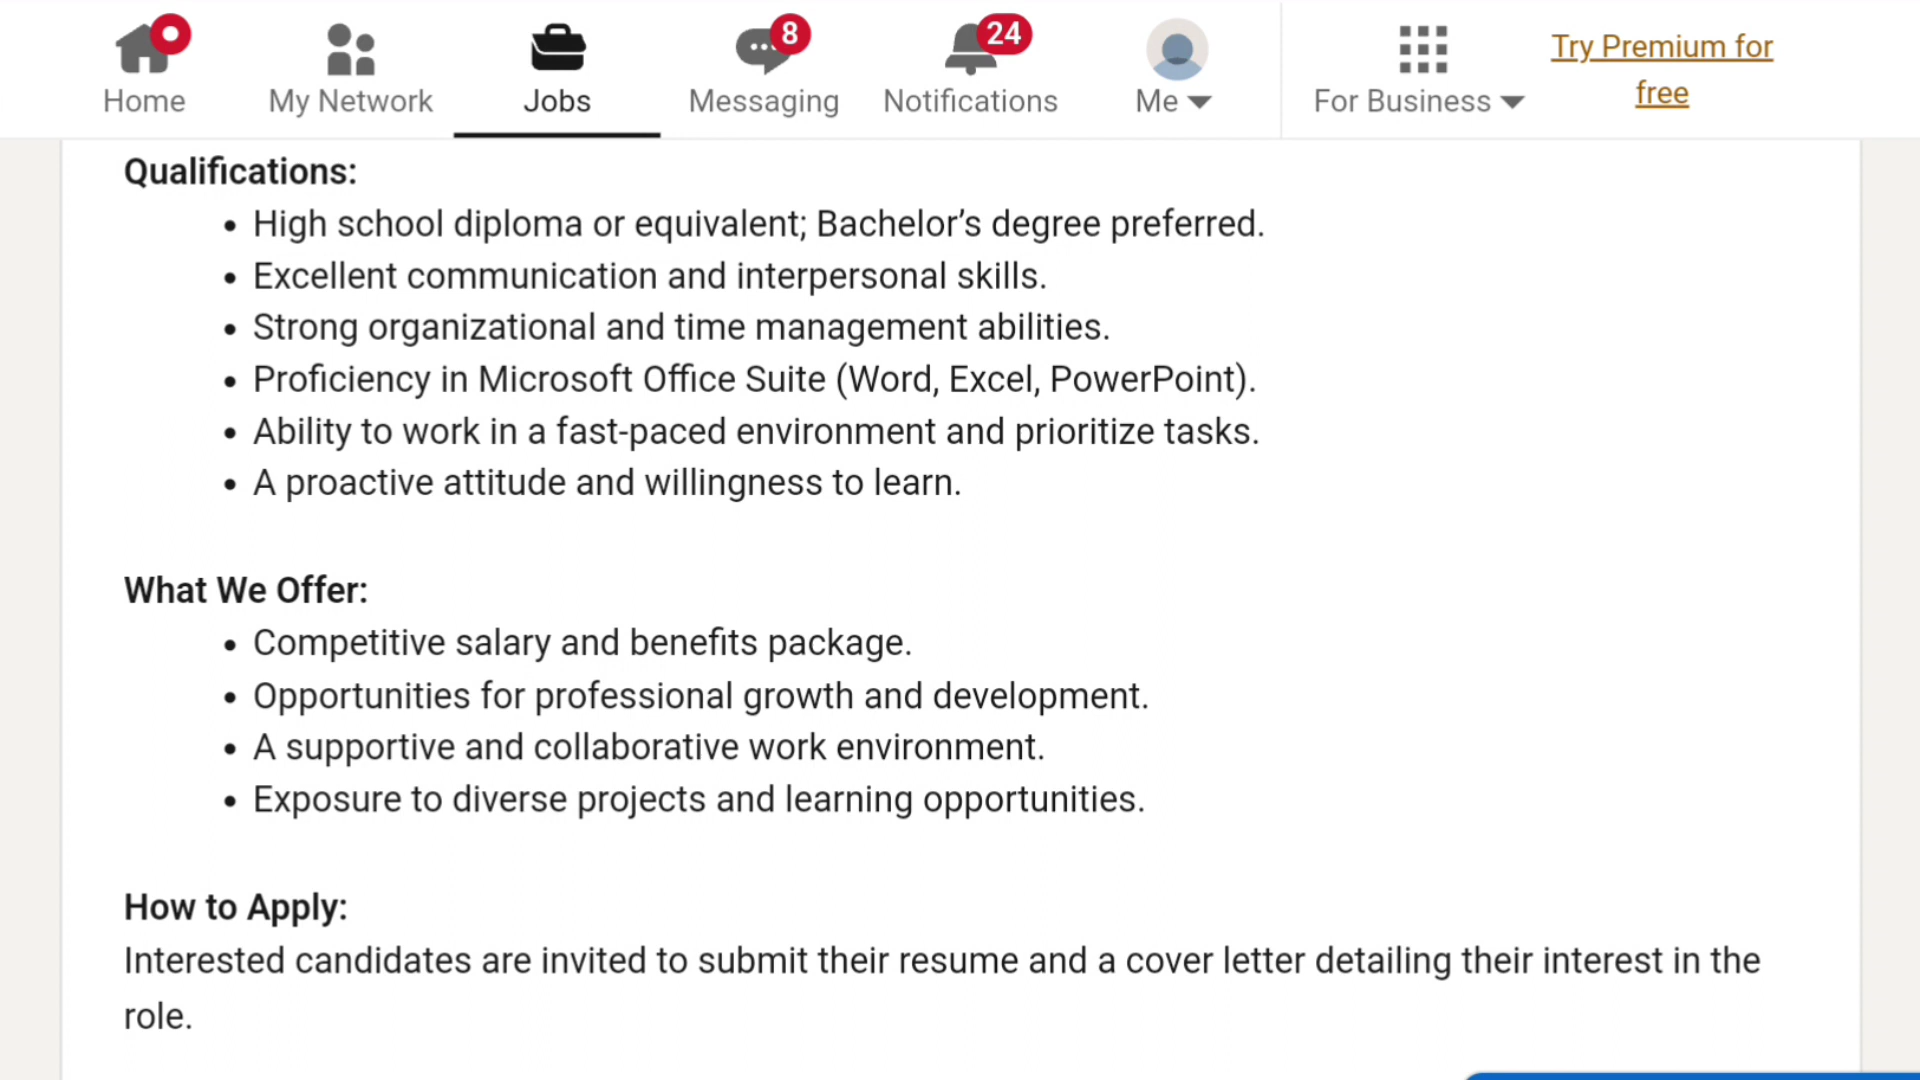 Home
My Network
Jobs
8
Messaging
24
Notifications
Me
For Business
Try Premium for
free
Qualifications:
• High school diploma or equivalent; Bachelor’s degree preferred.
• Excellent communication and interpersonal skills.
• Strong organizational and time management abilities.
• Proficiency in Microsoft Office Suite (Word, Excel, PowerPoint).
• Ability to work in a fast-paced environment and prioritize tasks.
• A proactive attitude and willingness to learn.
What We Offer:
• Competitive salary and benefits package.
• Opportunities for professional growth and development.
• A supportive and collaborative work environment.
• Exposure to diverse projects and learning opportunities.
How to Apply:
Interested candidates are invited to submit their resume and a cover letter detailing their interest in the
role.